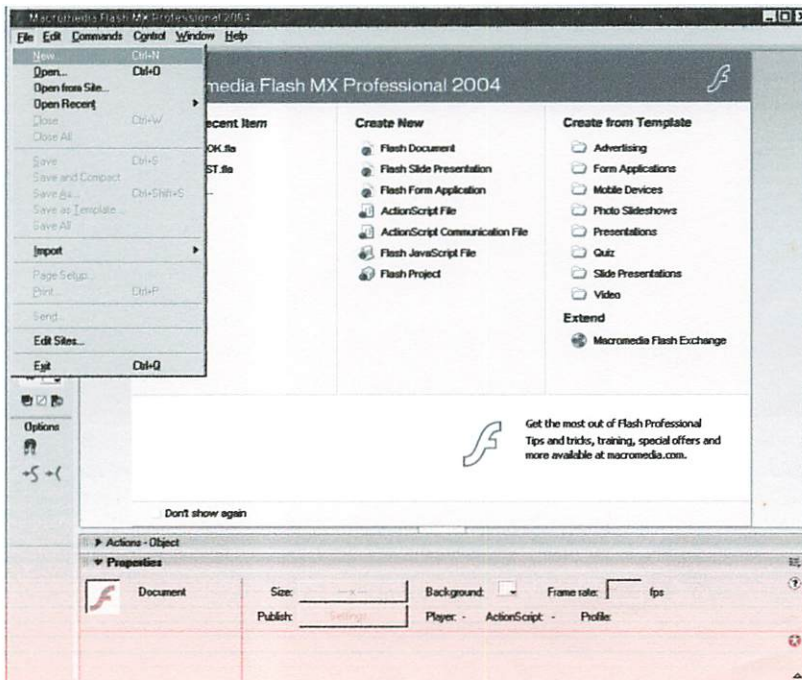 Macromedia Flash MX Professional 2004
File Edit Commands Control Window Help
New... Ctrl+N
Open... Ctrl+O
Open from Site...
Open Recent
Close Ctrl+W
Close All
Save Ctrl+S
Save and Compact
Save As... Ctrl+Shift+S
Save as Template...
Save All
Import
Page Setup...
Print... Ctrl+P
Send...
Edit Sites...
Exit Ctrl+Q
media Flash MX Professional 2004
ecent Item
OK.fla
ST.fla
Create New
Flash Document
Flash Slide Presentation
Flash Form Application
ActionScript File
ActionScript Communication File
Flash JavaScript File
Flash Project
Create from Template
Advertising
Form Applications
Mobile Devices
Photo Slideshows
Presentations
Quiz
Slide Presentations
Video
Extend
Macromedia Flash Exchange
Get the most out of Flash Professional
Tips and tricks, training, special offers and
more available at macromedia.com.
Don't show again
Options
Actions - Object
Properties
Document
Size: x
Background:
Frame rate: fps
Publish: Settings...
Player: -
ActionScript: -
Profile: